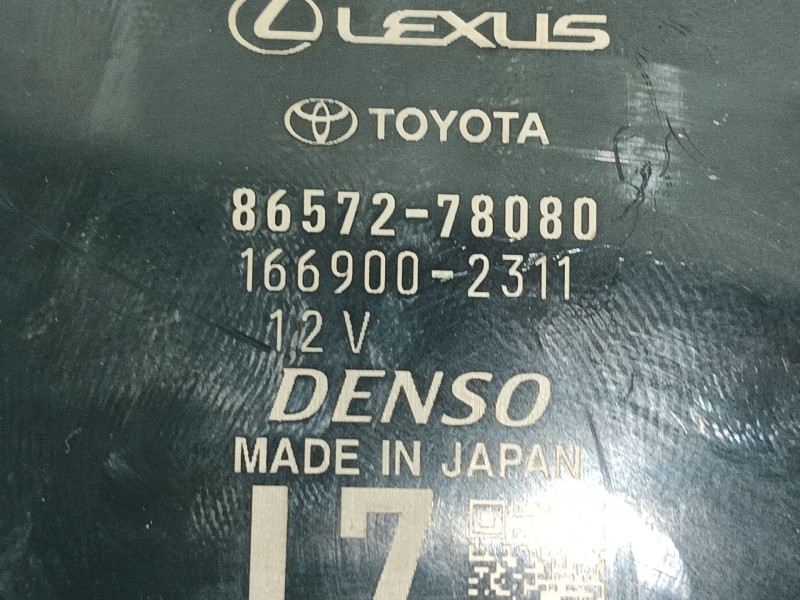 LEXUS
TOYOTA
86572-78080
166900-2311
12V
DENSO
MADE IN JAPAN